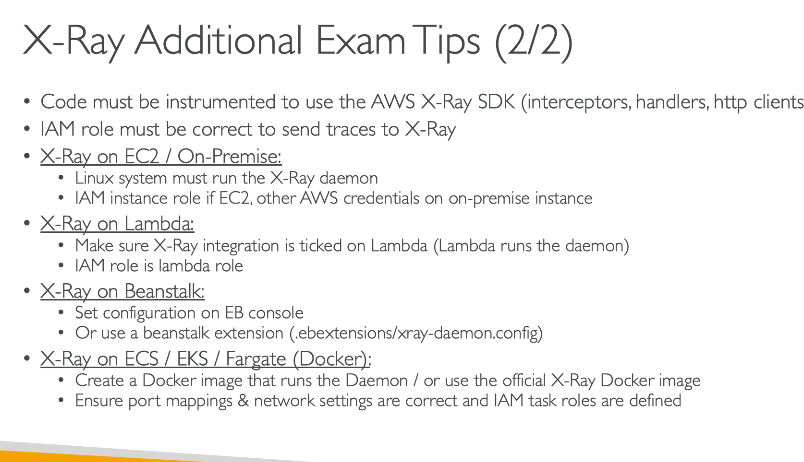 X-Ray Additional Exam Tips (2/2)
• Code must be instrumented to use the AWS X-Ray SDK (interceptors, handlers, http clients
• IAM role must be correct to send traces to X-Ray
• X-Ray on EC2 / On-Premise:
• Linux system must run the X-Ray daemon
• IAM instance role if EC2, other AWS credentials on on-premise instance
• X-Ray on Lambda:
• Make sure X-Ray integration is ticked on Lambda (Lambda runs the daemon)
• IAM role is lambda role
• X-Ray on Beanstalk:
• Set configuration on EB console
• Or use a beanstalk extension (.ebextensions/xray-daemon.config)
• X-Ray on ECS / EKS / Fargate (Docker):
• Create a Docker image that runs the Daemon / or use the official X-Ray Docker image
• Ensure port mappings & network settings are correct and IAM task roles are defined